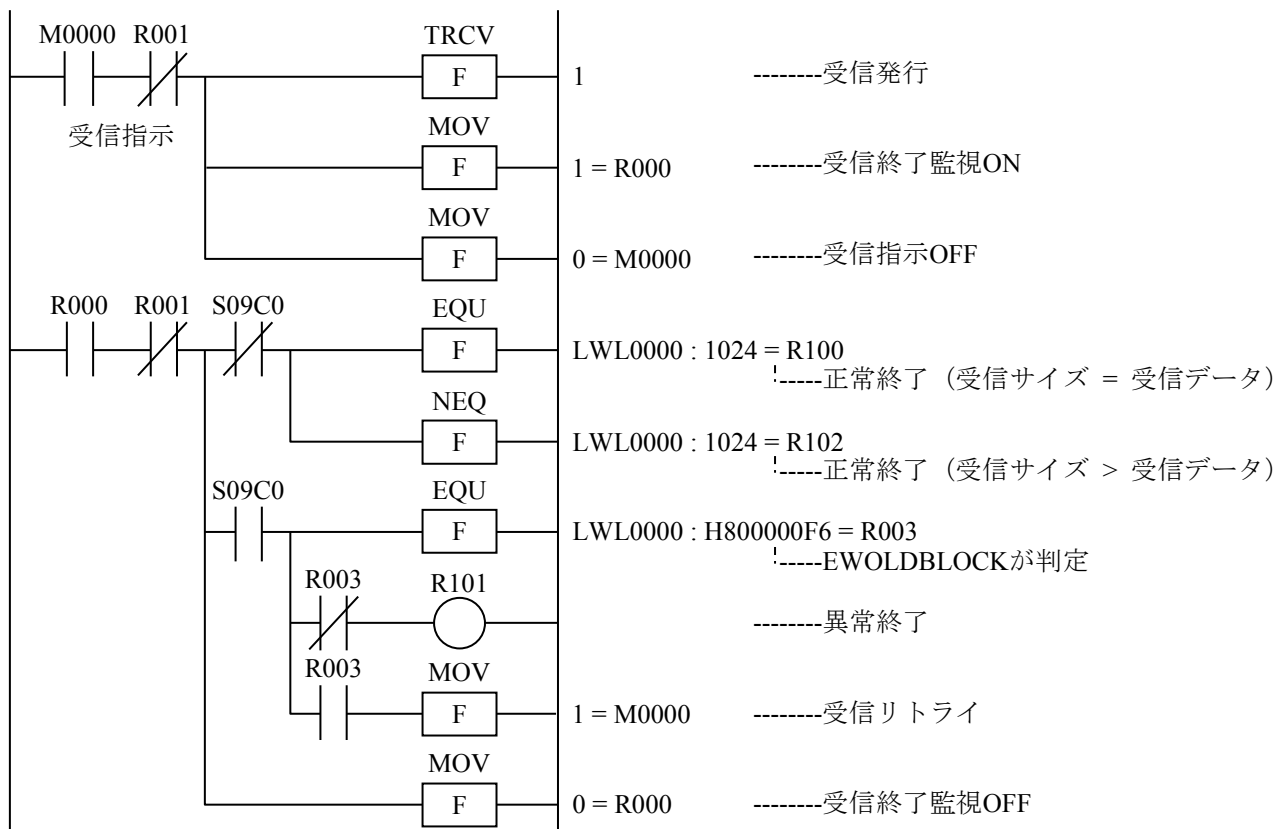 M0000 R001 TRCV
F 1 --------受信発行
受信指示 MOV
F 1 = R000 --------受信終了監視ON
MOV
F 0 = M0000 --------受信指示OFF
R000 R001 S09C0 EQU
F LWL0000 : 1024 = R100
-----正常終了（受信サイズ = 受信データ）
NEQ
F LWL0000 : 1024 = R102
-----正常終了（受信サイズ > 受信データ）
S09C0 EQU
F LWL0000 : H800000F6 = R003
-----EWOLDBLOCKが判定
R003 R101
--------異常終了
R003 MOV
F 1 = M0000 --------受信リトライ
MOV
F 0 = R000 --------受信終了監視OFF